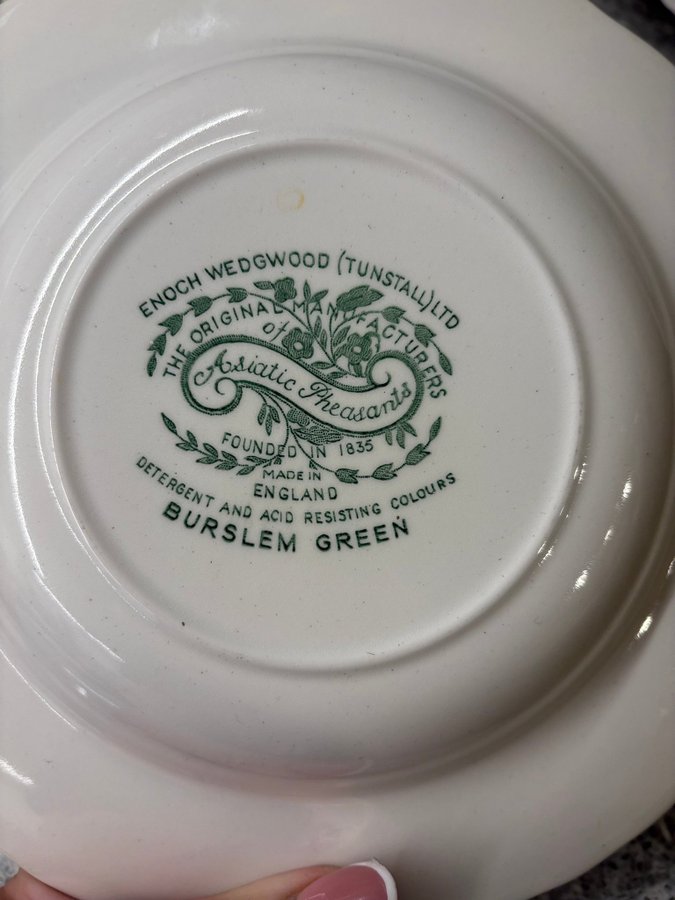 ENOCH WEDGWOOD (TUNSTALL) LTD
THE ORIGINAL MANUFACTURERS
of
Asiatic Pheasants
FOUNDED IN 1835
MADE IN
ENGLAND
DETERGENT AND ACID RESISTING COLOURS
BURSLEM GREEN